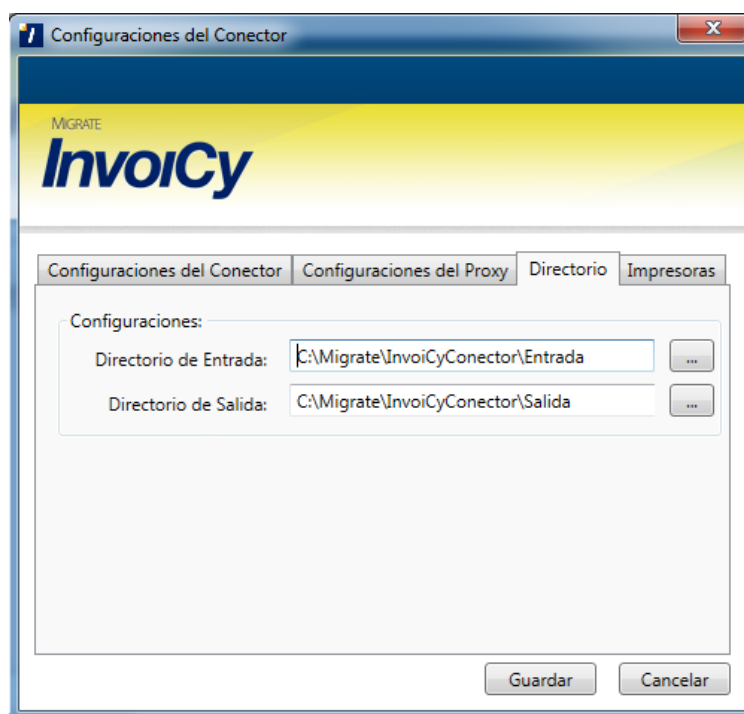 Configuraciones del Conector
MIGRATE
InvoiCy
Configuraciones del Conector Configuraciones del Proxy Directorio Impresoras
Configuraciones:
Directorio de Entrada: C:\Migrate\InvoiCyConector\Entrada ...
Directorio de Salida: C:\Migrate\InvoiCyConector\Salida ...
Guardar Cancelar